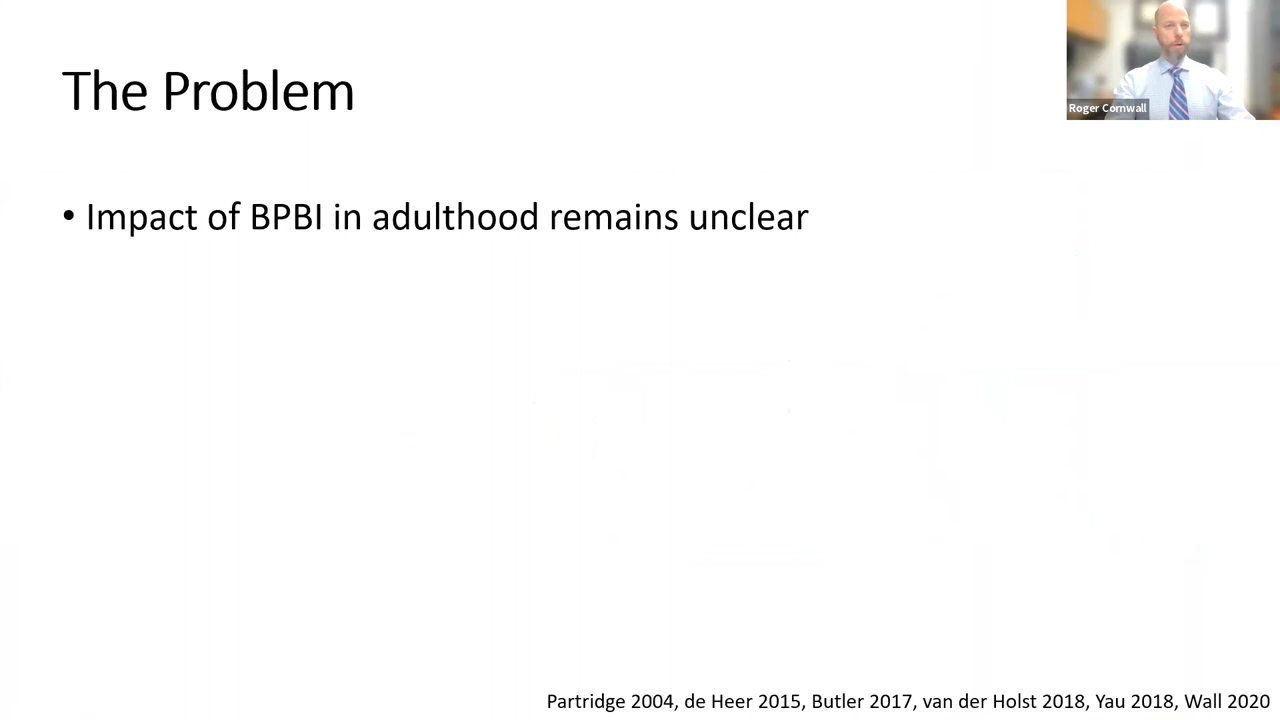 The Problem
Roger Cornwall
• Impact of BPBI in adulthood remains unclear
Partridge 2004, de Heer 2015, Butler 2017, van der Holst 2018, Yau 2018, Wall 2020